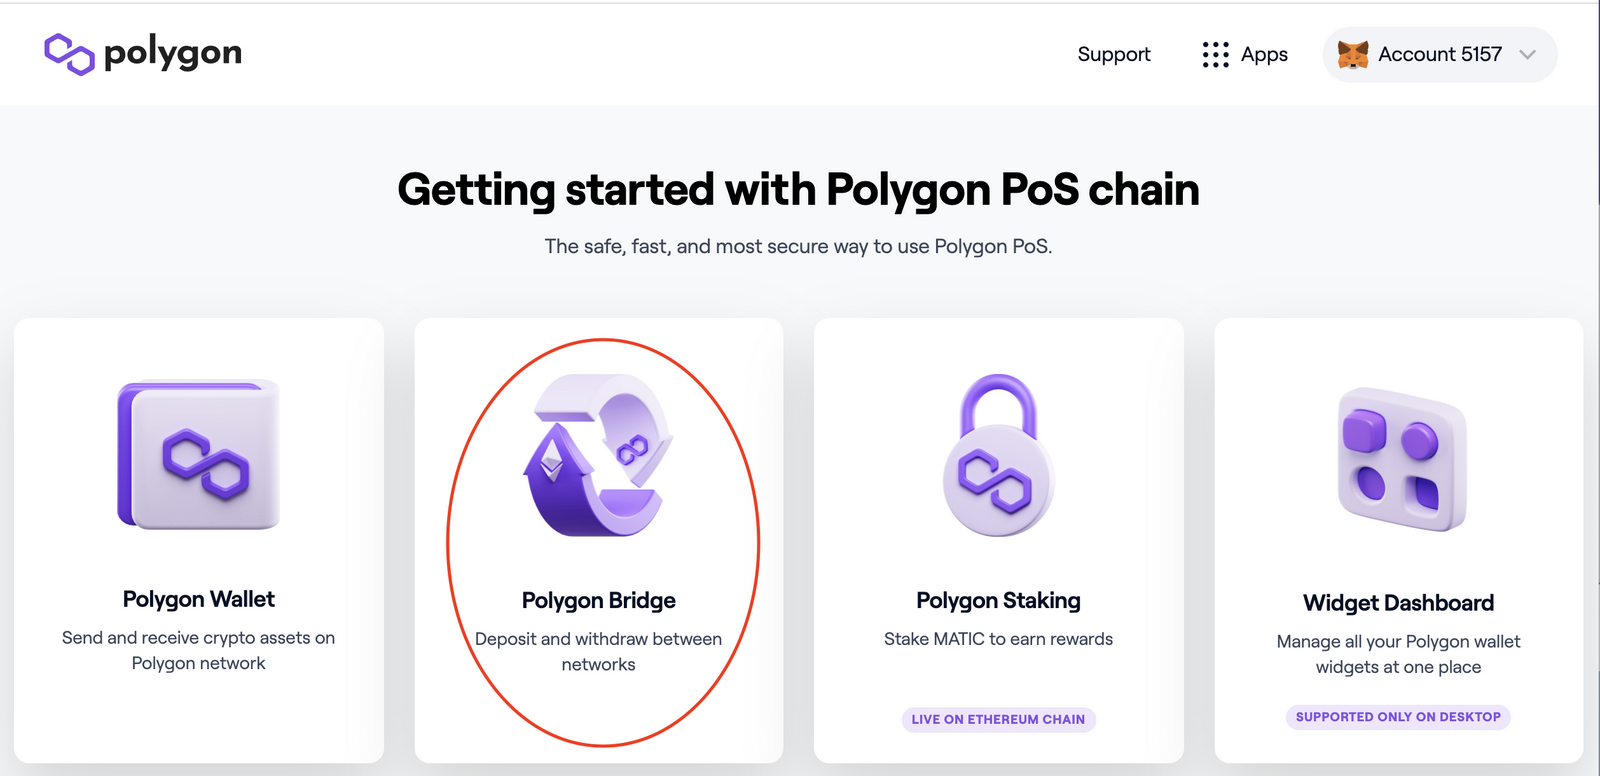 polygon
Support
Apps
Account 5157
Getting started with Polygon PoS chain
The safe, fast, and most secure way to use Polygon PoS.
Polygon Wallet
Send and receive crypto assets on
Polygon network
Polygon Bridge
Deposit and withdraw between
networks
Polygon Staking
Stake MATIC to earn rewards
LIVE ON ETHEREUM CHAIN
Widget Dashboard
Manage all your Polygon wallet
widgets at one place
SUPPORTED ONLY ON DESKTOP